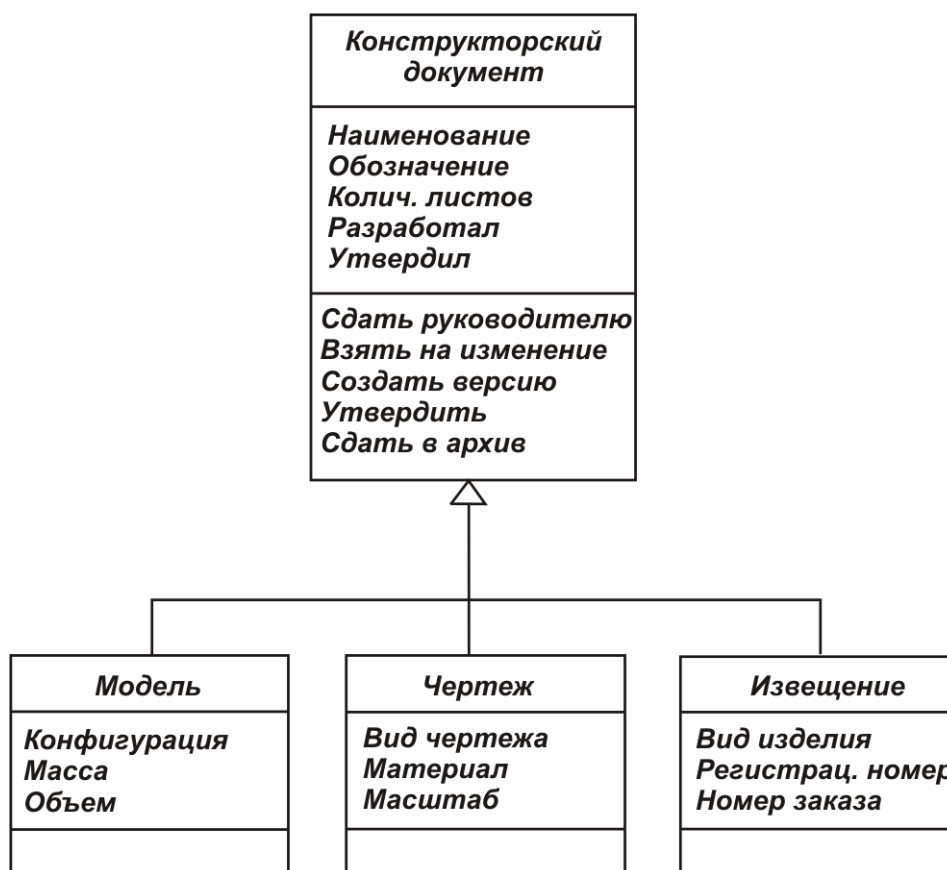 Конструкторский
документ
Наименование
Обозначение
Колич. листов
Разработал
Утвердил
Сдать руководителю
Взять на изменение
Создать версию
Утвердить
Сдать в архив
Модель
Конфигурация
Масса
Объем
Чертеж
Вид чертежа
Материал
Масштаб
Извещение
Вид изделия
Регистрац. номер
Номер заказа